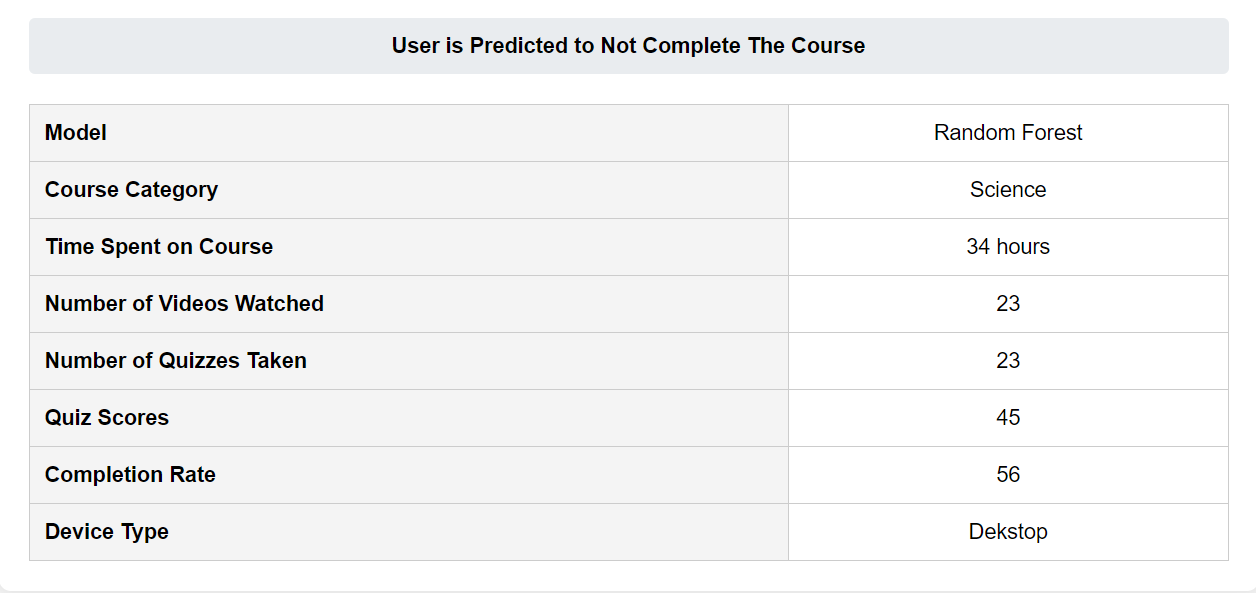 User is Predicted to Not Complete The Course
Model Random Forest
Course Category Science
Time Spent on Course 34 hours
Number of Videos Watched 23
Number of Quizzes Taken 23
Quiz Scores 45
Completion Rate 56
Device Type Dekstop